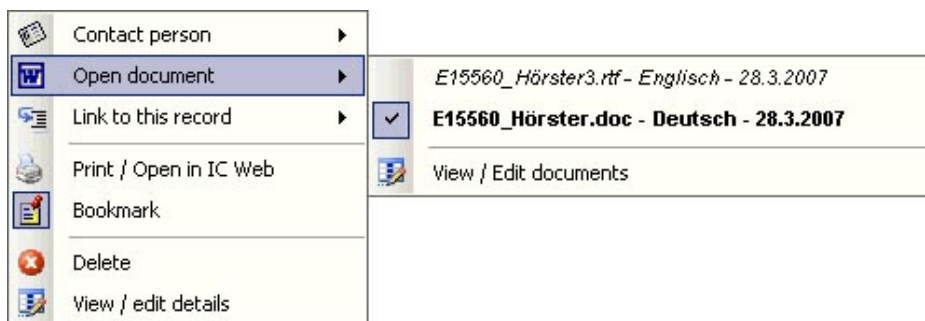 Contact person
Open document
Link to this record
Print / Open in IC Web
Bookmark
Delete
View / edit details
E15560_Hörster3.rtf - Englisch - 28.3.2007
E15560_Hörster.doc - Deutsch - 28.3.2007
View / Edit documents